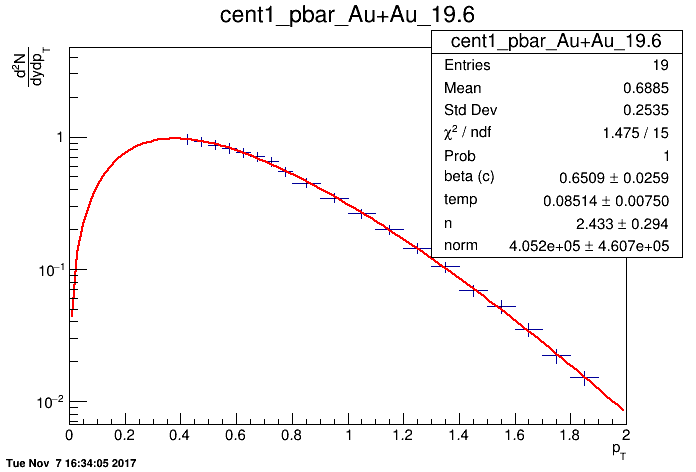 cent1_pbar_Au+Au_19.6
cent1_pbar_Au+Au_19.6
Entries 19
Mean 0.6885
Std Dev 0.2535
χ² / ndf 1.475 / 15
Prob 1
beta (c) 0.6509 ± 0.0259
temp 0.08514 ± 0.00750
n 2.433 ± 0.294
norm 4.052e+05 ± 4.607e+05
d²N
dydp_T
1
10⁻¹
10⁻²
0 0.2 0.4 0.6 0.8 1 1.2 1.4 1.6 1.8 2
p_T
Tue Nov 7 16:34:05 2017